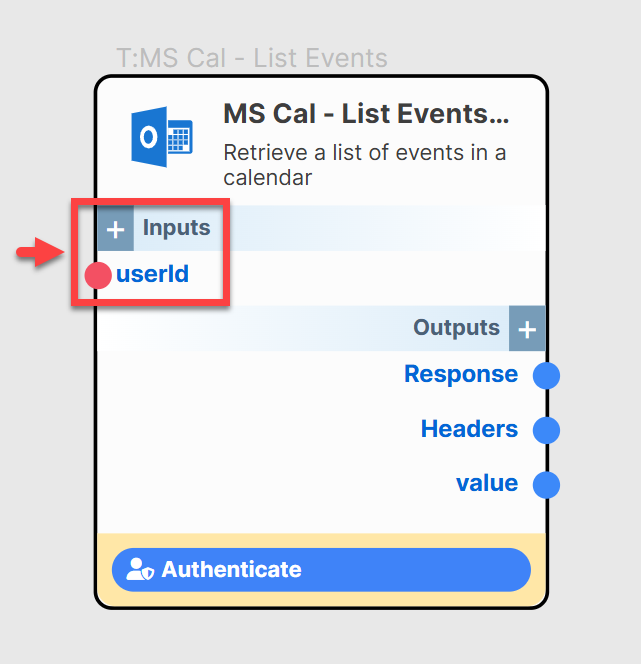 T:MS Cal - List Events
MS Cal - List Events...
Retrieve a list of events in a
calendar
+ Inputs
userId
Outputs +
Response
Headers
value
Authenticate